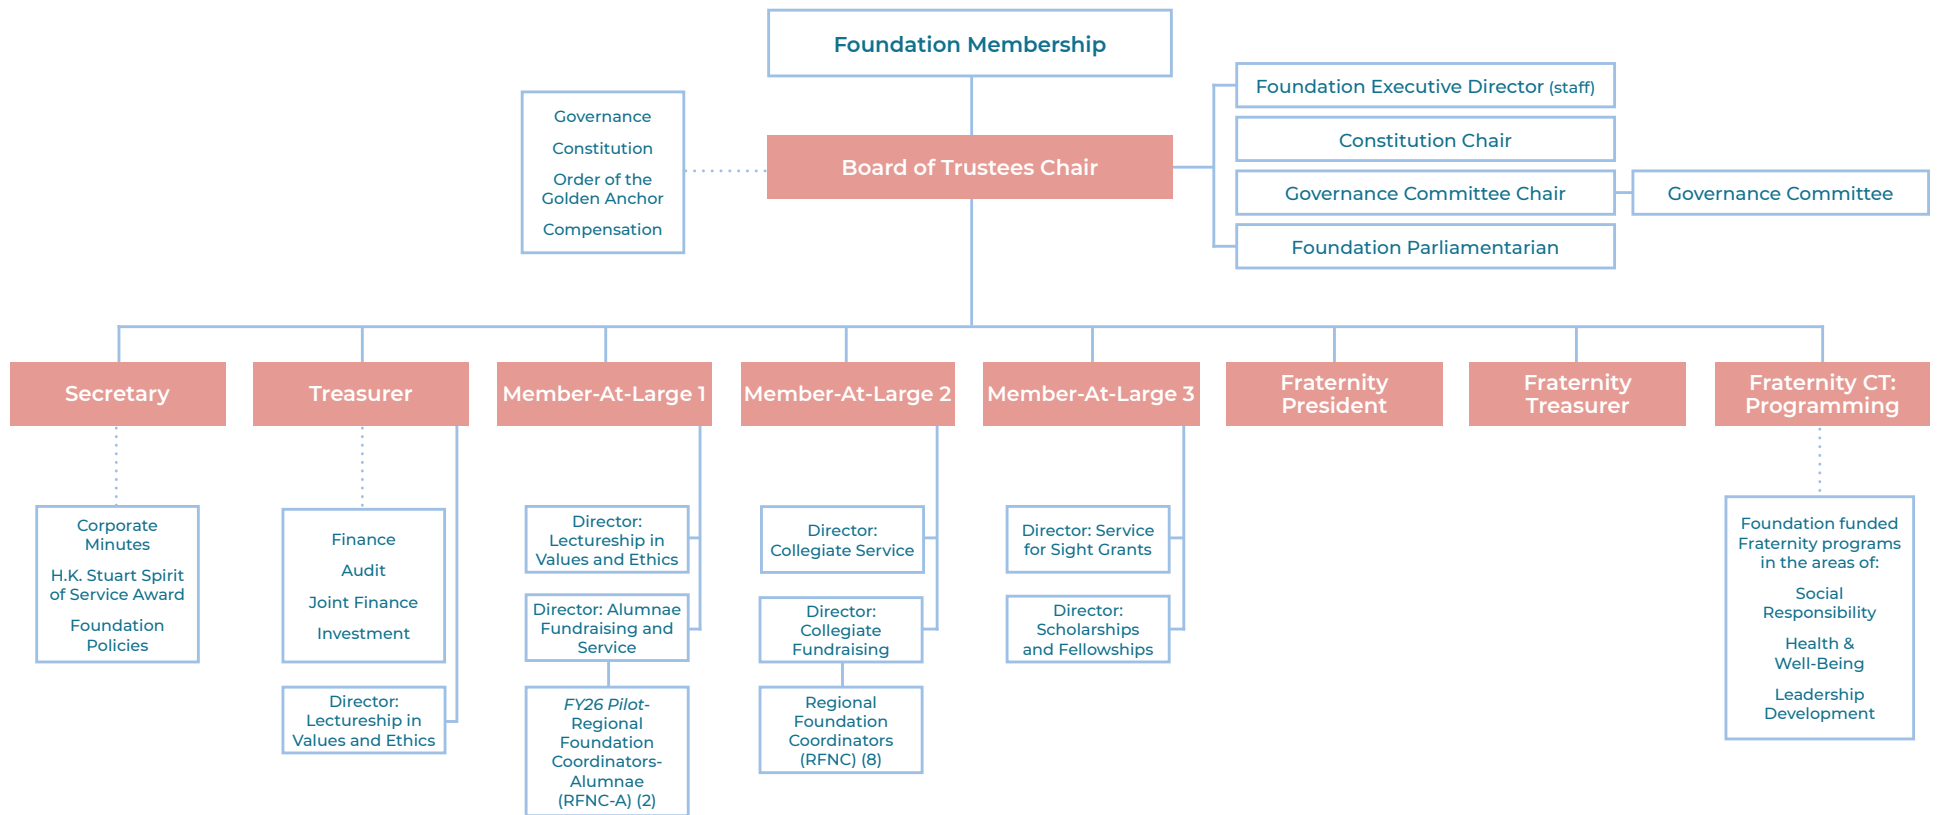 Foundation Membership
Governance
Constitution
Order of the
Golden Anchor
Compensation
Board of Trustees Chair
Foundation Executive Director (staff)
Constitution Chair
Governance Committee Chair
Governance Committee
Foundation Parliamentarian
Secretary
Treasurer
Member-At-Large 1
Member-At-Large 2
Member-At-Large 3
Fraternity
President
Fraternity
Treasurer
Fraternity CT:
Programming
Corporate
Minutes
H.K. Stuart Spirit
of Service Award
Foundation
Policies
Finance
Audit
Joint Finance
Investment
Director:
Lectureship in
Values and Ethics
Director:
Lectureship in
Values and Ethics
Director: Alumnae
Fundraising and
Service
FY26 Pilot-
Regional
Foundation
Coordinators-
Alumnae
(RFNC-A) (2)
Director:
Collegiate Service
Director:
Collegiate
Fundraising
Regional
Foundation
Coordinators
(RFNC) (8)
Director: Service
for Sight Grants
Director:
Scholarships
and Fellowships
Foundation funded
Fraternity programs
in the areas of:
Social
Responsibility
Health &
Well-Being
Leadership
Development